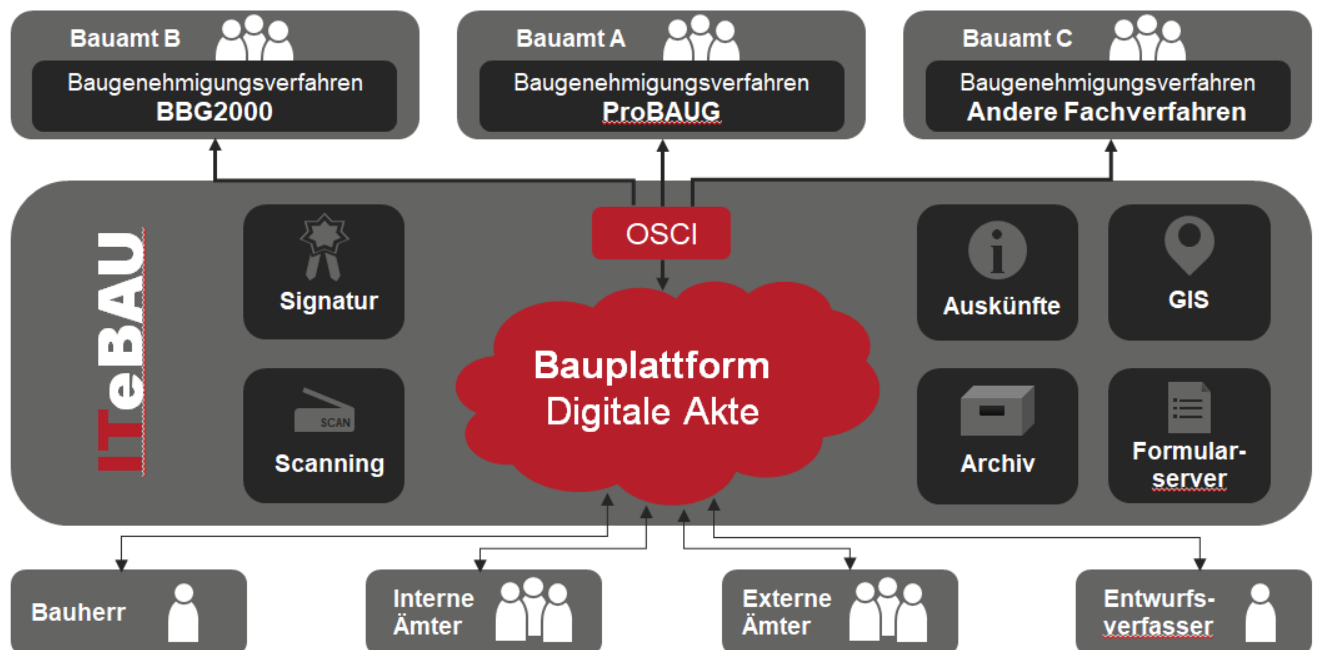 Bauamt B
Baugenehmigungsverfahren
BBG2000
Bauamt A
Baugenehmigungsverfahren
ProBAUG
Bauamt C
Baugenehmigungsverfahren
Andere Fachverfahren
ITeBAU
Signatur
SCAN
Scanning
OSCI
Bauplattform
Digitale Akte
Auskünfte
GIS
Archiv
Formular-
server
Bauherr
Interne
Ämter
Externe
Ämter
Entwurfs-
verfasser